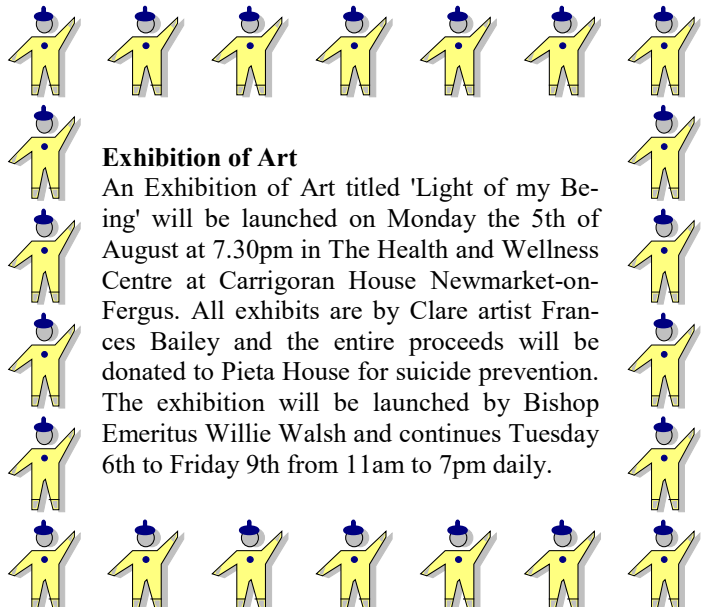 Exhibition of Art
An Exhibition of Art titled 'Light of my Be-
ing' will be launched on Monday the 5th of
August at 7.30pm in The Health and Wellness
Centre at Carrigoran House Newmarket-on-
Fergus. All exhibits are by Clare artist Fran-
ces Bailey and the entire proceeds will be
donated to Pieta House for suicide prevention.
The exhibition will be launched by Bishop
Emeritus Willie Walsh and continues Tuesday
6th to Friday 9th from 11am to 7pm daily.